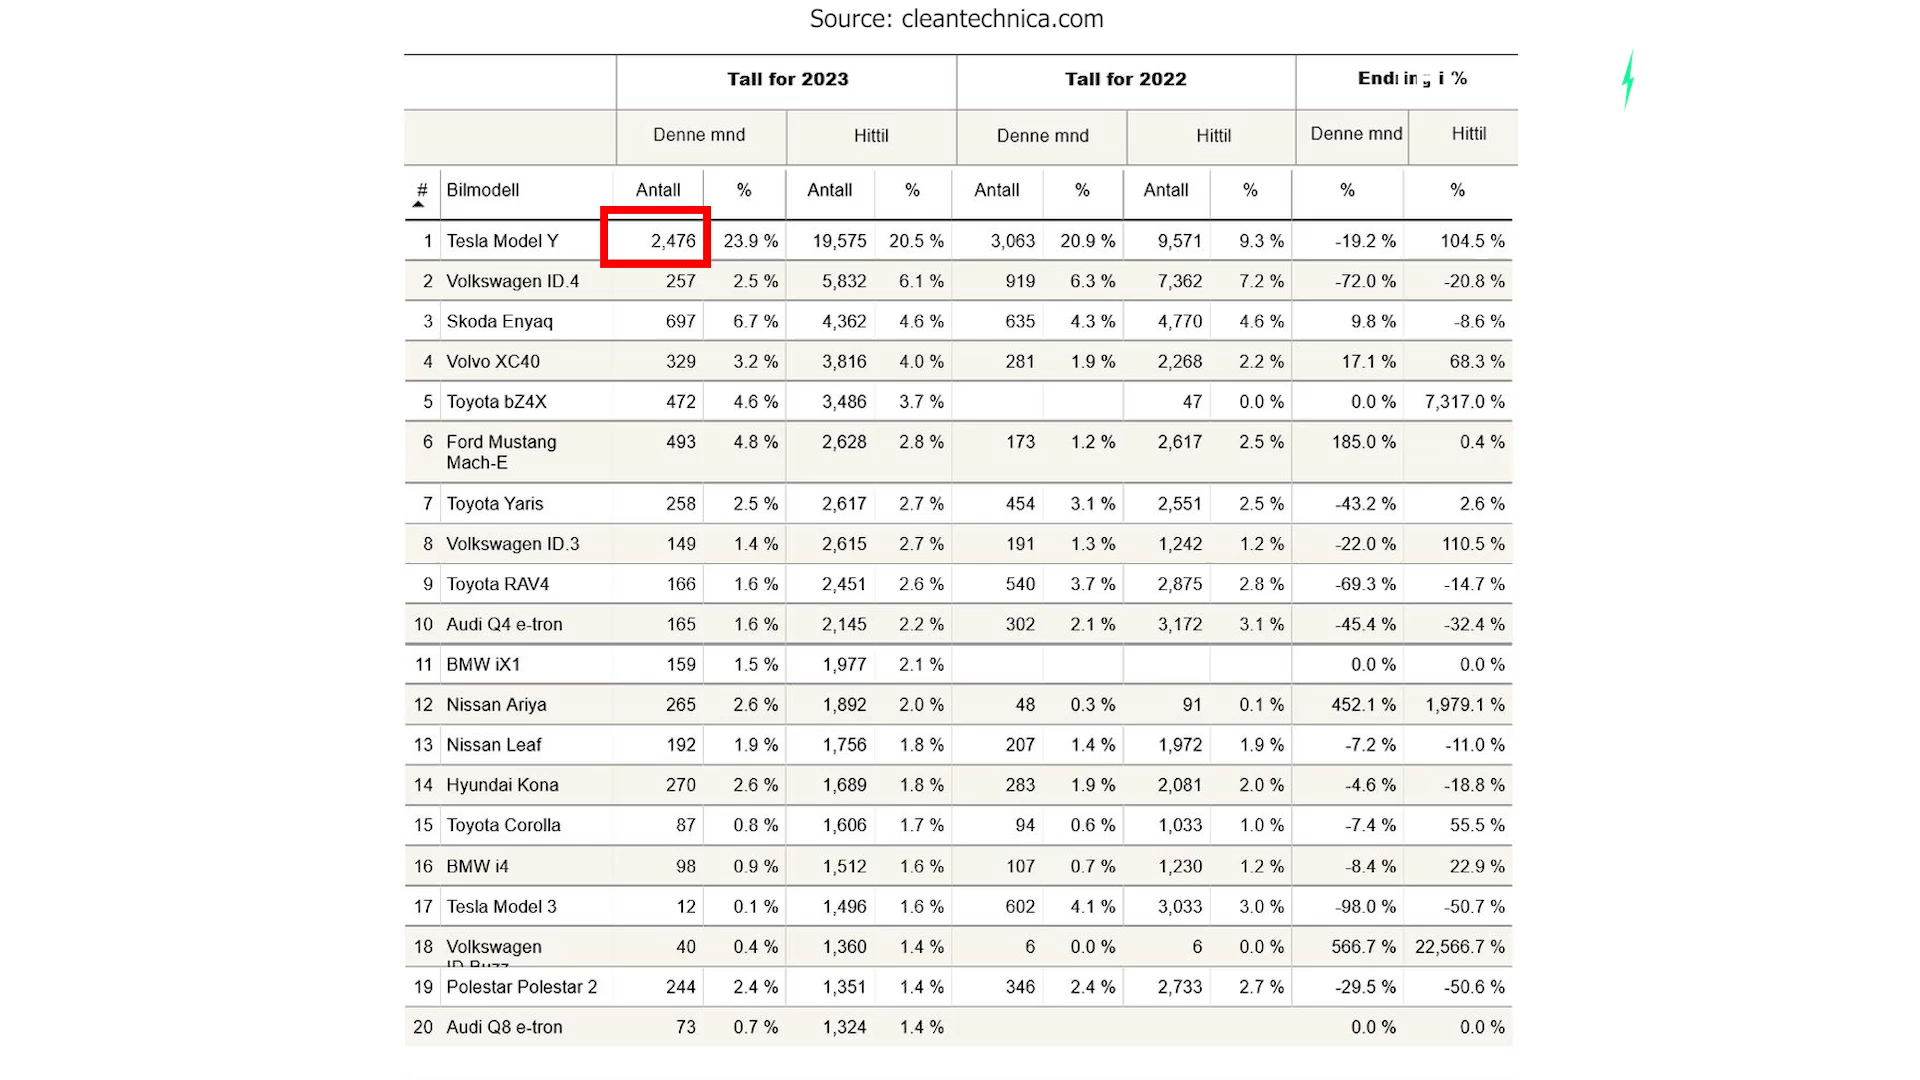 Source: cleantechnica.com
Tall for 2023 Tall for 2022 i %
Denne mnd Hittil Denne mnd Hittil Denne mnd Hittil
# Bilmodell Antall % Antall % Antall % Antall % % %
1 Tesla Model Y 2,476 23.9 % 19,575 20.5 % 3,063 20.9 % 9,571 9.3 % -19.2 % 104.5 %
2 Volkswagen ID.4 257 2.5 % 5,832 6.1 % 919 6.3 % 7,362 7.2 % -72.0 % -20.8 %
3 Skoda Enyaq 697 6.7 % 4,362 4.6 % 635 4.3 % 4,770 4.6 % 9.8 % -8.6 %
4 Volvo XC40 329 3.2 % 3,816 4.0 % 281 1.9 % 2,268 2.2 % 17.1 % 68.3 %
5 Toyota bZ4X 472 4.6 % 3,486 3.7 % 47 0.0 % 0.0 % 7,317.0 %
6 Ford Mustang 493 4.8 % 2,628 2.8 % 173 1.2 % 2,617 2.5 % 185.0 % 0.4 %
Mach-E
7 Toyota Yaris 258 2.5 % 2,617 2.7 % 454 3.1 % 2,551 2.5 % -43.2 % 2.6 %
8 Volkswagen ID.3 149 1.4 % 2,615 2.7 % 191 1.3 % 1,242 1.2 % -22.0 % 110.5 %
9 Toyota RAV4 166 1.6 % 2,451 2.6 % 540 3.7 % 2,875 2.8 % -69.3 % -14.7 %
10 Audi Q4 e-tron 165 1.6 % 2,145 2.2 % 302 2.1 % 3,172 3.1 % -45.4 % -32.4 %
11 BMW iX1 159 1.5 % 1,977 2.1 % 0.0 % 0.0 %
12 Nissan Ariya 265 2.6 % 1,892 2.0 % 48 0.3 % 91 0.1 % 452.1 % 1,979.1 %
13 Nissan Leaf 192 1.9 % 1,756 1.8 % 207 1.4 % 1,972 1.9 % -7.2 % -11.0 %
14 Hyundai Kona 270 2.6 % 1,689 1.8 % 283 1.9 % 2,081 2.0 % -4.6 % -18.8 %
15 Toyota Corolla 87 0.8 % 1,606 1.7 % 94 0.6 % 1,033 1.0 % -7.4 % 55.5 %
16 BMW i4 98 0.9 % 1,512 1.6 % 107 0.7 % 1,230 1.2 % -8.4 % 22.9 %
17 Tesla Model 3 12 0.1 % 1,496 1.6 % 602 4.1 % 3,033 3.0 % -98.0 % -50.7 %
18 Volkswagen 40 0.4 % 1,360 1.4 % 6 0.0 % 6 0.0 % 566.7 % 22,566.7 %
19 Polestar Polestar 2 244 2.4 % 1,351 1.4 % 346 2.4 % 2,733 2.7 % -29.5 % -50.6 %
20 Audi Q8 e-tron 73 0.7 % 1,324 1.4 % 0.0 % 0.0 %